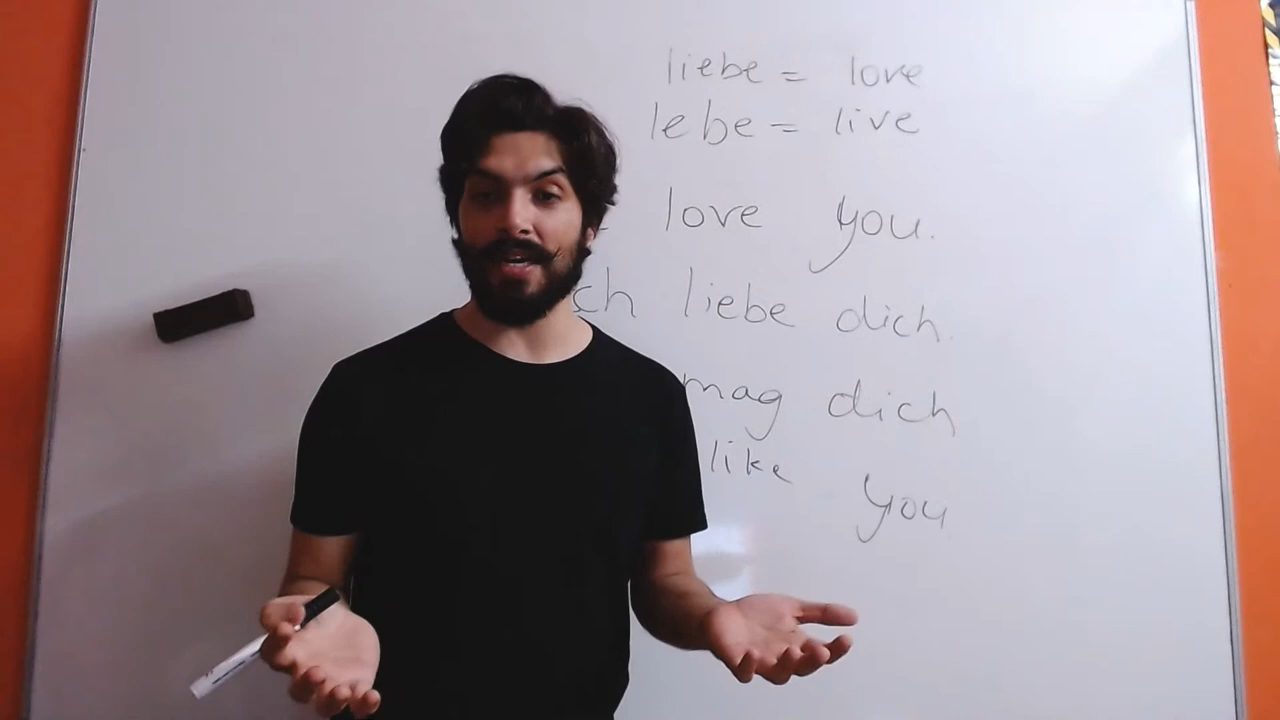 liebe = love
lebe = live
love you.
ch liebe dich.
mag dich
like you